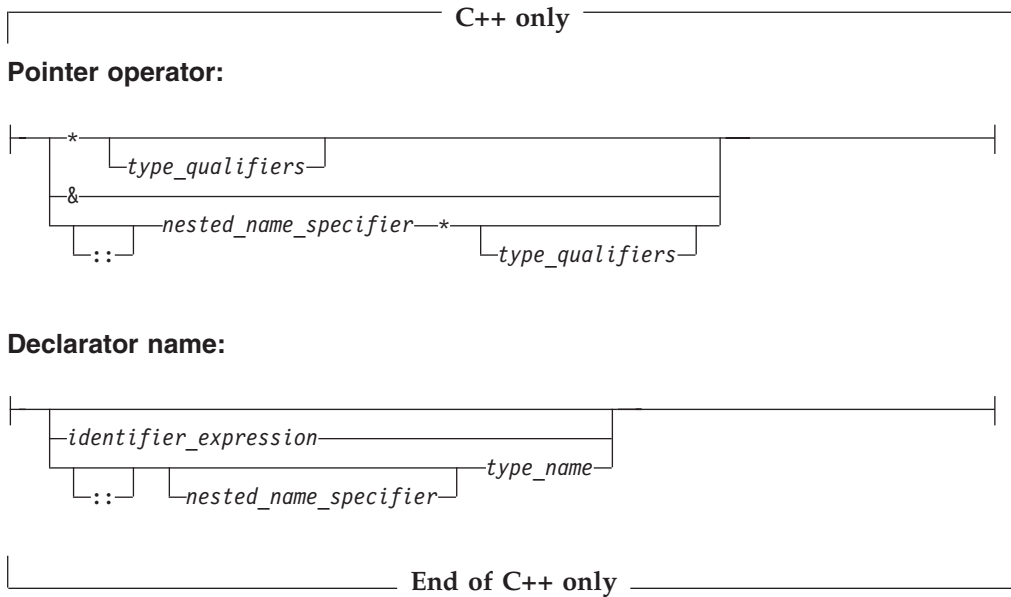 C++ only
Pointer operator:
*
type_qualifiers
&
nested_name_specifier *
:: type_qualifiers
Declarator name:
identifier_expression
type_name
:: nested_name_specifier
End of C++ only